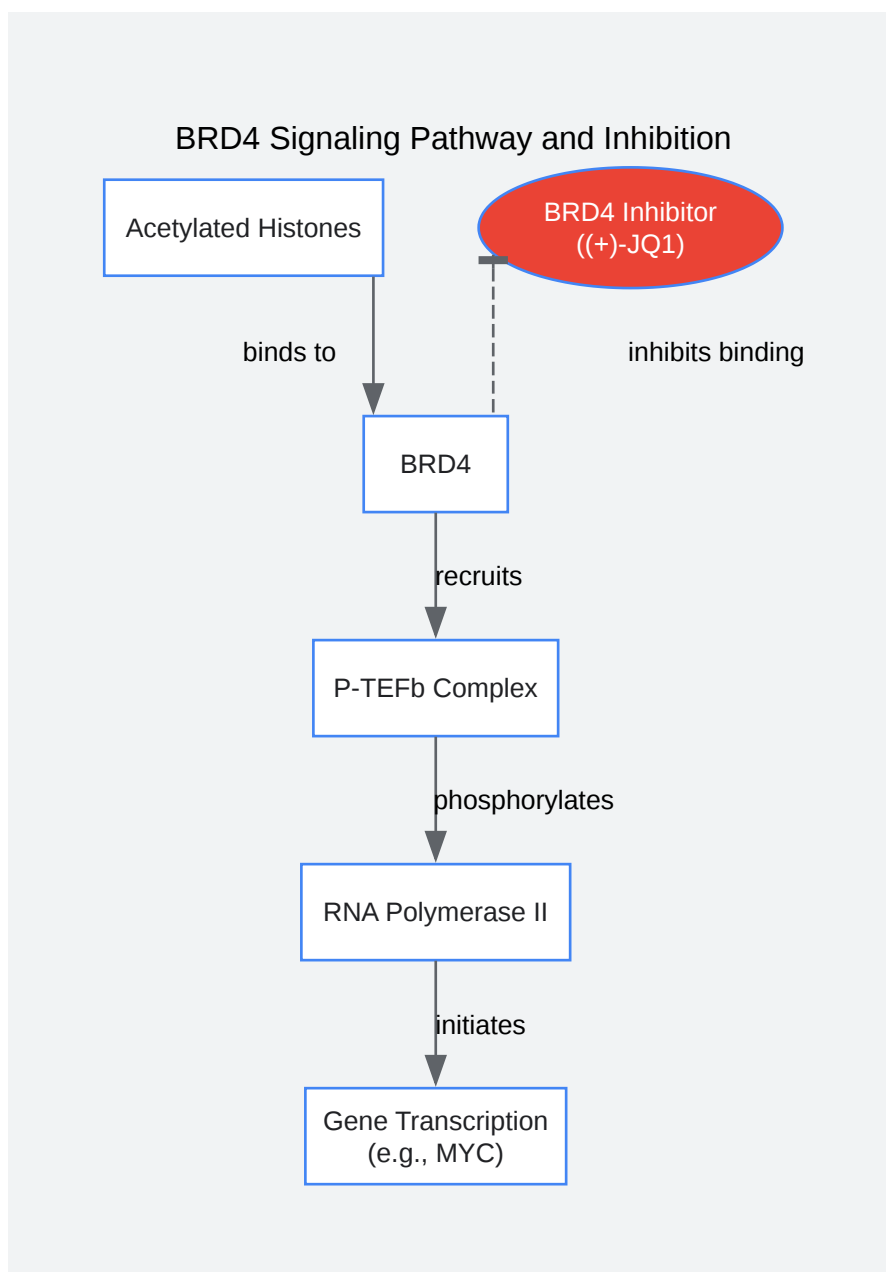 BRD4 Signaling Pathway and Inhibition
Acetylated Histones
BRD4 Inhibitor
((+)-JQ1)
binds to
inhibits binding
BRD4
recruits
P-TEFb Complex
phosphorylates
RNA Polymerase II
initiates
Gene Transcription
(e.g., MYC)